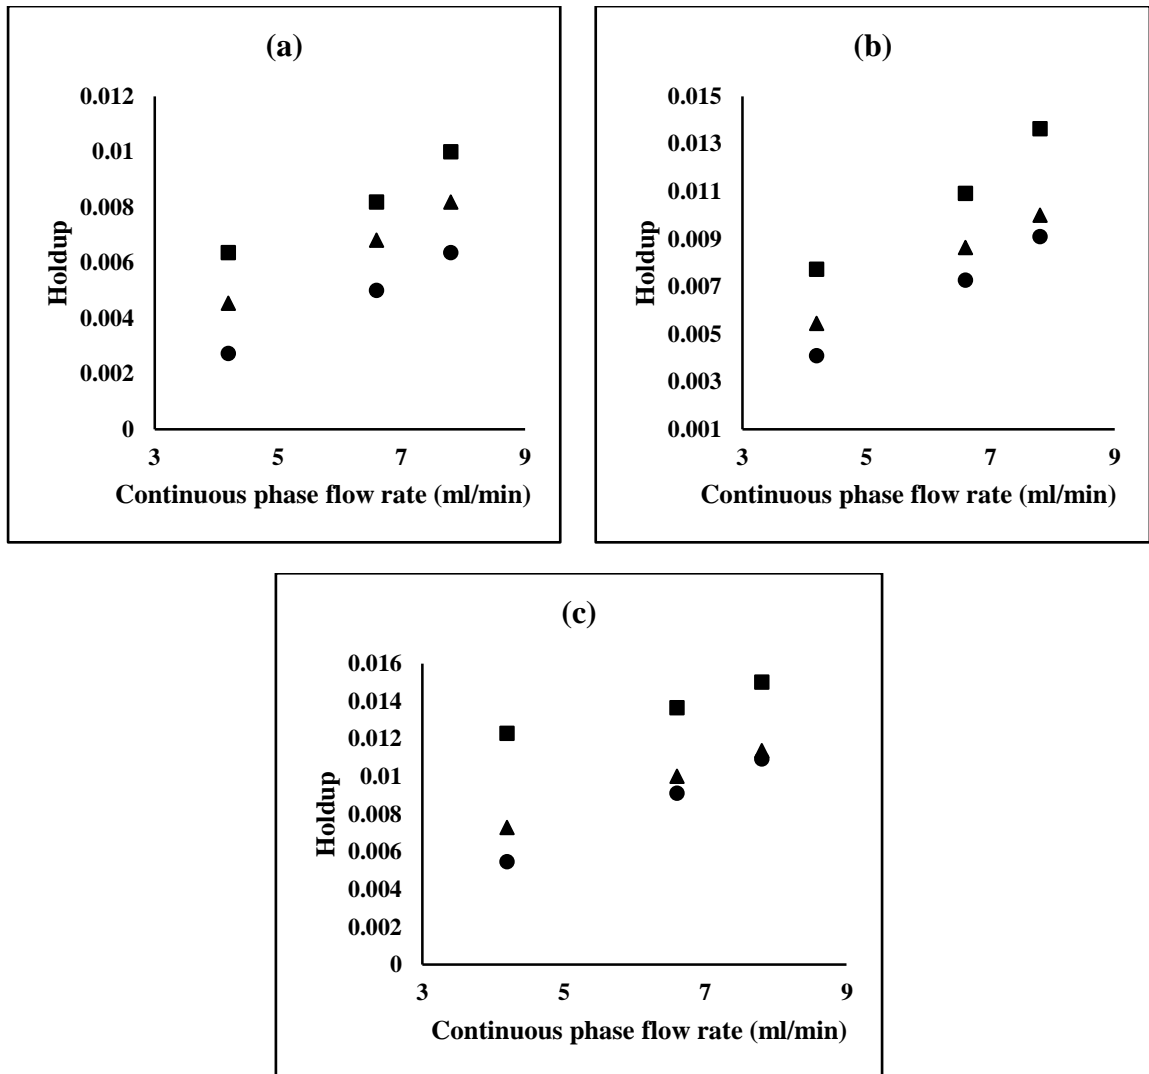 (a)
0.012
0.01
0.008
0.006
0.004
0.002
0
Holdup
3 5 7 9
Continuous phase flow rate (ml/min)
(b)
0.015
0.013
0.011
0.009
0.007
0.005
0.003
0.001
Holdup
3 5 7 9
Continuous phase flow rate (ml/min)
(c)
0.016
0.014
0.012
0.01
0.008
0.006
0.004
0.002
0
Holdup
3 5 7 9
Continuous phase flow rate (ml/min)